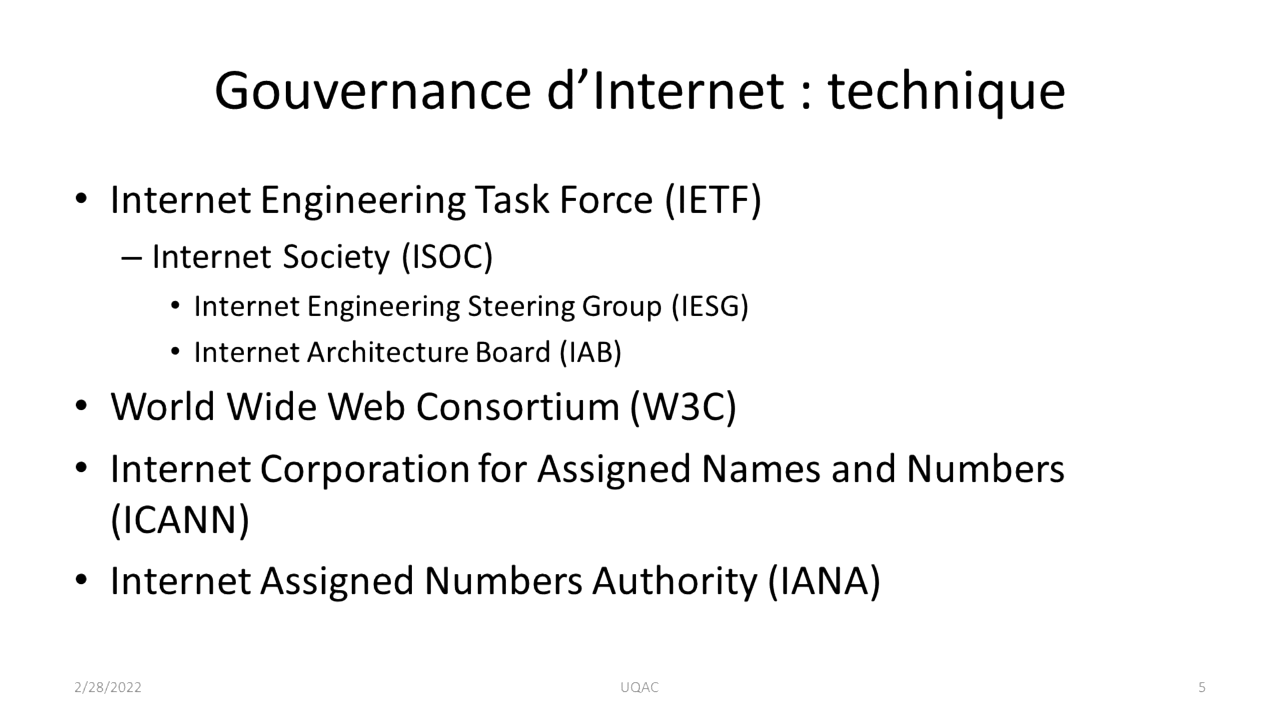 Gouvernance d’Internet : technique
• Internet Engineering Task Force (IETF)
– Internet Society (ISOC)
• Internet Engineering Steering Group (IESG)
• Internet Architecture Board (IAB)
• World Wide Web Consortium (W3C)
• Internet Corporation for Assigned Names and Numbers
(ICANN)
• Internet Assigned Numbers Authority (IANA)
2/28/2022 UQAC 5